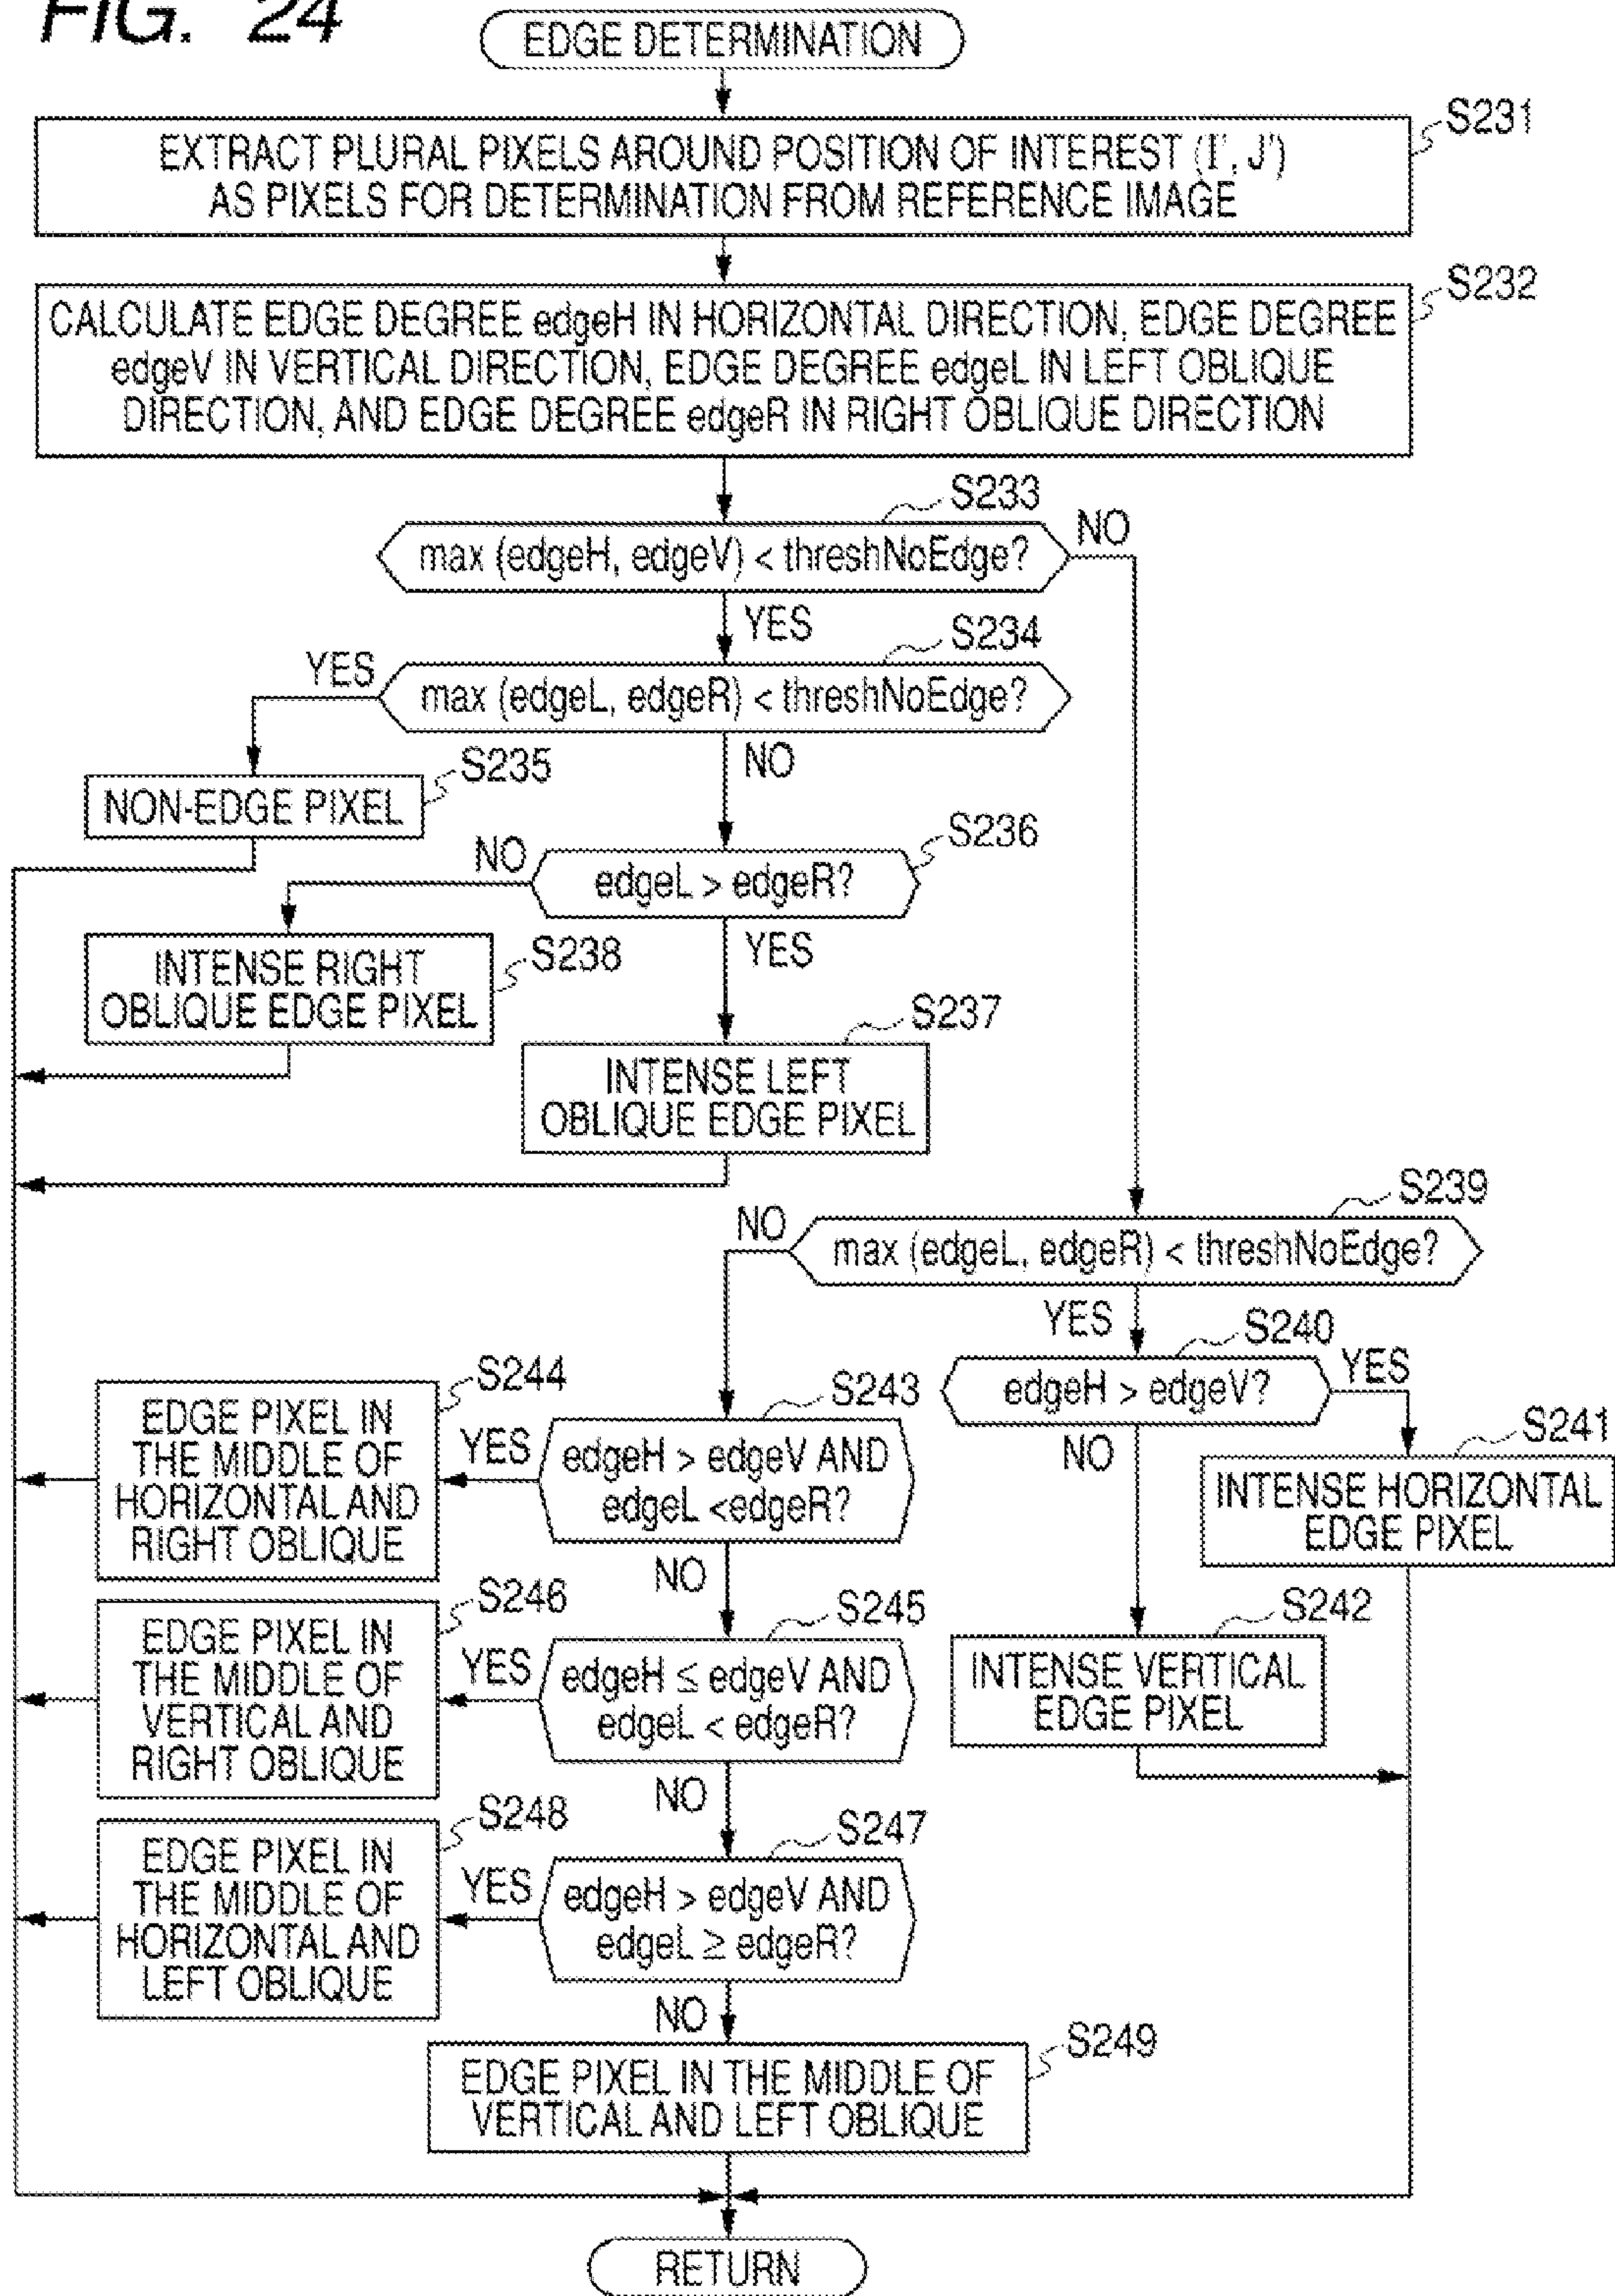 FIG. 24
EDGE DETERMINATION
S231
EXTRACT PLURAL PIXELS AROUND POSITION OF INTEREST (I', J')
AS PIXELS FOR DETERMINATION FROM REFERENCE IMAGE
S232
CALCULATE EDGE DEGREE edgeH IN HORIZONTAL DIRECTION, EDGE DEGREE
edgeV IN VERTICAL DIRECTION, EDGE DEGREE edgeL IN LEFT OBLIQUE
DIRECTION, AND EDGE DEGREE edgeR IN RIGHT OBLIQUE DIRECTION
S233
NO
max (edgeH, edgeV) < threshNoEdge?
YES
S234
YES
max (edgeL, edgeR) < threshNoEdge?
NO
S235
NON-EDGE PIXEL
S236
NO
edgeL > edgeR?
YES
S238
INTENSE RIGHT
OBLIQUE EDGE PIXEL
S237
INTENSE LEFT
OBLIQUE EDGE PIXEL
S239
NO
max (edgeL, edgeR) < threshNoEdge?
YES
S240
YES
edgeH > edgeV?
NO
S241
INTENSE HORIZONTAL
EDGE PIXEL
S242
INTENSE VERTICAL
EDGE PIXEL
S243
edgeH > edgeV AND
edgeL <edgeR?
YES
S244
EDGE PIXEL IN
THE MIDDLE OF
HORIZONTAL AND
RIGHT OBLIQUE
NO
S245
edgeH ≤ edgeV AND
edgeL < edgeR?
YES
S246
EDGE PIXEL IN
THE MIDDLE OF
VERTICAL AND
RIGHT OBLIQUE
NO
S247
edgeH > edgeV AND
edgeL ≥ edgeR?
YES
S248
EDGE PIXEL IN
THE MIDDLE OF
HORIZONTAL AND
LEFT OBLIQUE
NO
S249
EDGE PIXEL IN THE MIDDLE OF
VERTICAL AND LEFT OBLIQUE
RETURN